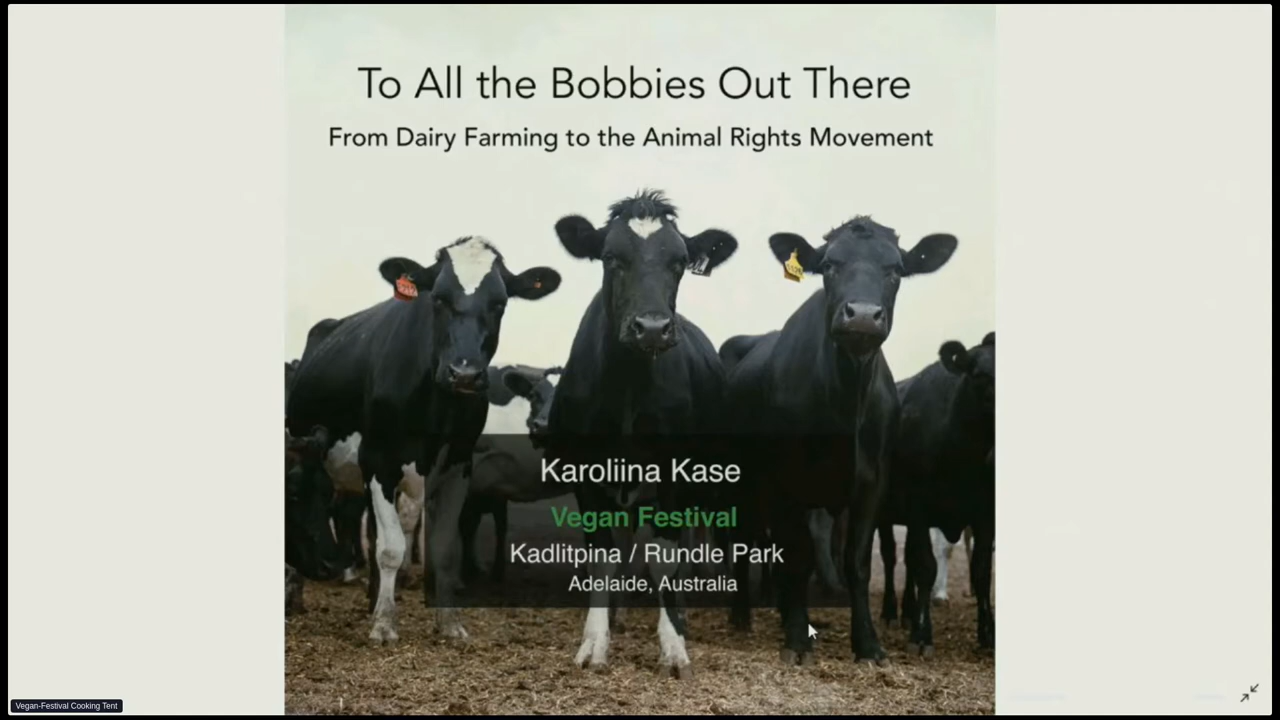 To All the Bobbies Out There
From Dairy Farming to the Animal Rights Movement
Karoliina Kase
Vegan Festival
Kadlitpina / Rundle Park
Adelaide, Australia
Vegan-Festival Cooking Tent